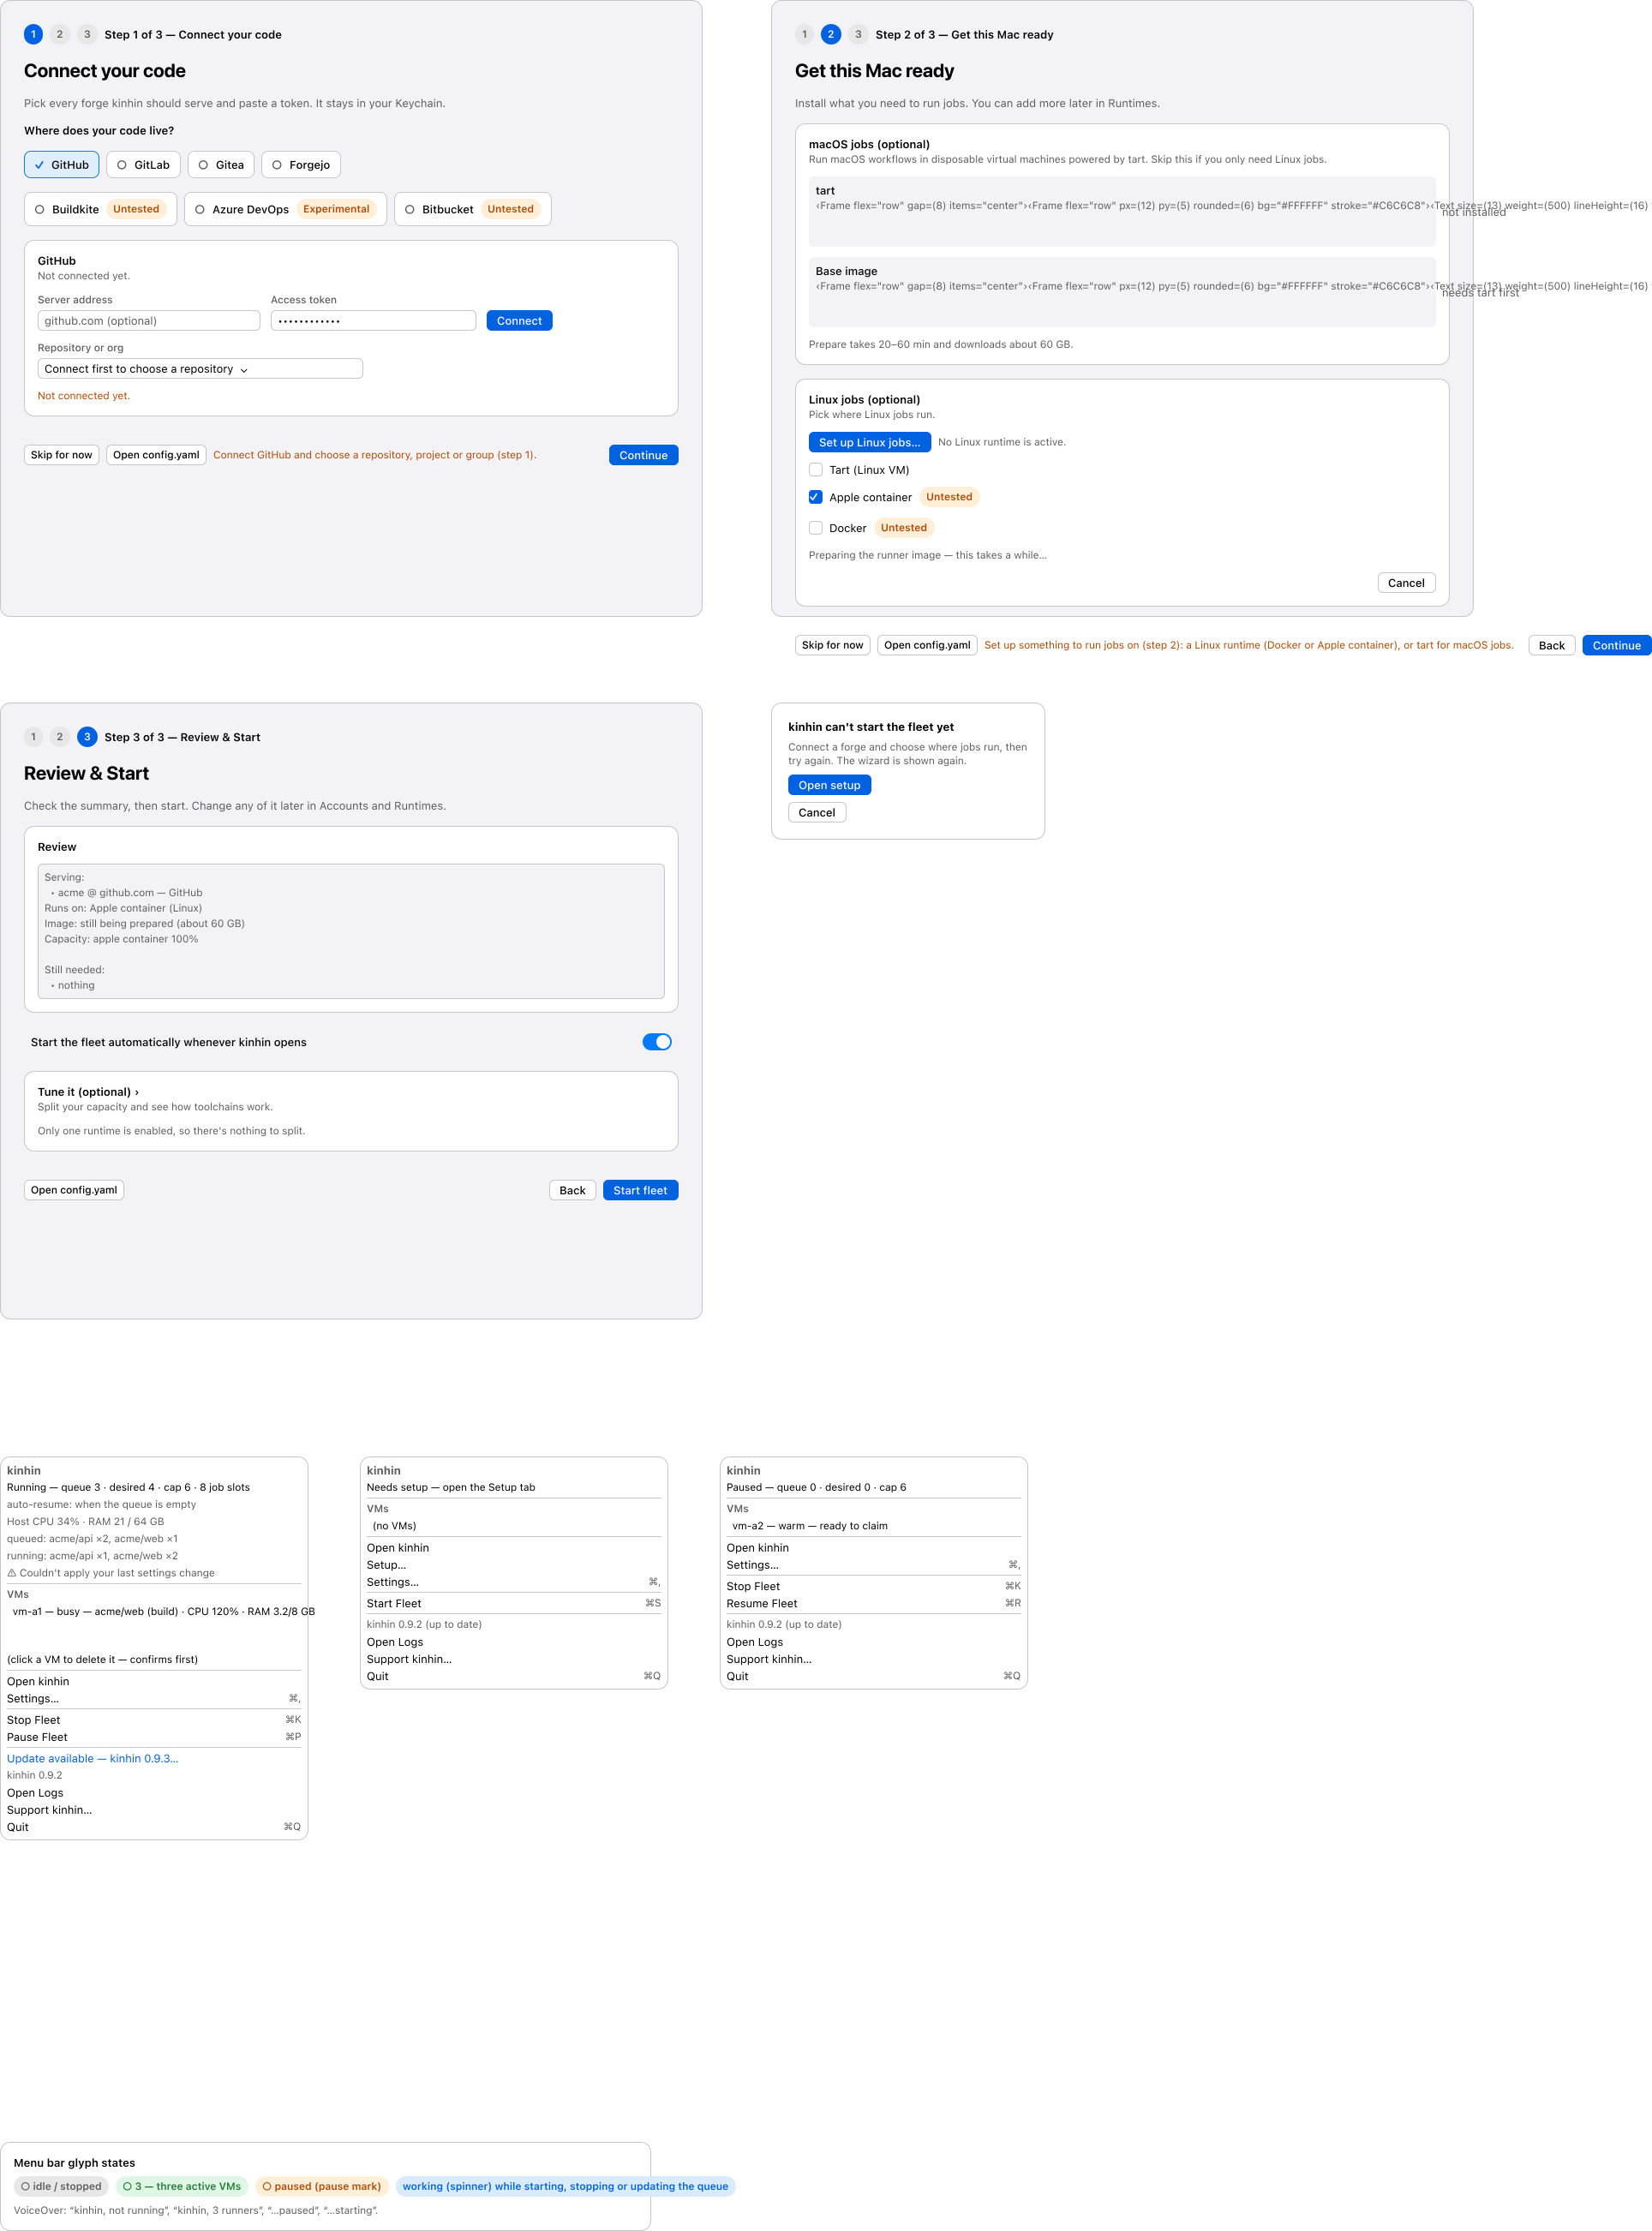 1 2 3 Step 1 of 3 — Connect your code
Connect your code
Pick every forge kinhin should serve and paste a token. It stays in your Keychain.
Where does your code live?
GitHub GitLab Gitea Forgejo
Buildkite Untested Azure DevOps Experimental Bitbucket Untested
GitHub
Not connected yet.
Server address Access token
github.com (optional) •••••••••••• Connect
Repository or org
Connect first to choose a repository
Not connected yet.
Skip for now Open config.yaml Connect GitHub and choose a repository, project or group (step 1). Continue
1 2 3 Step 2 of 3 — Get this Mac ready
Get this Mac ready
Install what you need to run jobs. You can add more later in Runtimes.
macOS jobs (optional)
Run macOS workflows in disposable virtual machines powered by tart. Skip this if you only need Linux jobs.
tart
‹Frame flex="row" gap=(8) items="center"›‹Frame flex="row" px=(12) py=(5) rounded=(6) bg="#FFFFFF" stroke="#C6C6C8"›‹Text size=(13) weight=(500) lineHeight=(16)
not installed
Base image
‹Frame flex="row" gap=(8) items="center"›‹Frame flex="row" px=(12) py=(5) rounded=(6) bg="#FFFFFF" stroke="#C6C6C8"›‹Text size=(13) weight=(500) lineHeight=(16)
needs tart first
Prepare takes 20–60 min and downloads about 60 GB.
Linux jobs (optional)
Pick where Linux jobs run.
Set up Linux jobs... No Linux runtime is active.
Tart (Linux VM)
Apple container Untested
Docker Untested
Preparing the runner image — this takes a while...
Cancel
Skip for now Open config.yaml Set up something to run jobs on (step 2): a Linux runtime (Docker or Apple container), or tart for macOS jobs. Back Continue
1 2 3 Step 3 of 3 — Review & Start
Review & Start
Check the summary, then start. Change any of it later in Accounts and Runtimes.
Review
Serving:
• acme @ github.com — GitHub
Runs on: Apple container (Linux)
Image: still being prepared (about 60 GB)
Capacity: apple container 100%
Still needed:
• nothing
Start the fleet automatically whenever kinhin opens
Tune it (optional) ›
Split your capacity and see how toolchains work.
Only one runtime is enabled, so there's nothing to split.
Open config.yaml Back Start fleet
kinhin can't start the fleet yet
Connect a forge and choose where jobs run, then
try again. The wizard is shown again.
Open setup
Cancel
kinhin
Running — queue 3 · desired 4 · cap 6 · 8 job slots
auto-resume: when the queue is empty
Host CPU 34% · RAM 21 / 64 GB
queued: acme/api ×2, acme/web ×1
running: acme/api ×1, acme/web ×2
⚠ Couldn't apply your last settings change
VMs
vm-a1 — busy — acme/web (build) · CPU 120% · RAM 3.2/8 GB
(click a VM to delete it — confirms first)
Open kinhin
Settings... ⌘,
Stop Fleet ⌘K
Pause Fleet ⌘P
Update available — kinhin 0.9.3...
kinhin 0.9.2
Open Logs
Support kinhin...
Quit ⌘Q
kinhin
Needs setup — open the Setup tab
VMs
(no VMs)
Open kinhin
Setup...
Settings... ⌘,
Start Fleet ⌘S
kinhin 0.9.2 (up to date)
Open Logs
Support kinhin...
Quit ⌘Q
kinhin
Paused — queue 0 · desired 0 · cap 6
VMs
vm-a2 — warm — ready to claim
Open kinhin
Settings... ⌘,
Stop Fleet ⌘K
Resume Fleet ⌘R
kinhin 0.9.2 (up to date)
Open Logs
Support kinhin...
Quit ⌘Q
Menu bar glyph states
idle / stopped 3 — three active VMs paused (pause mark) working (spinner) while starting, stopping or updating the queue
VoiceOver: “kinhin, not running”, “kinhin, 3 runners”, “...paused”, “...starting”.